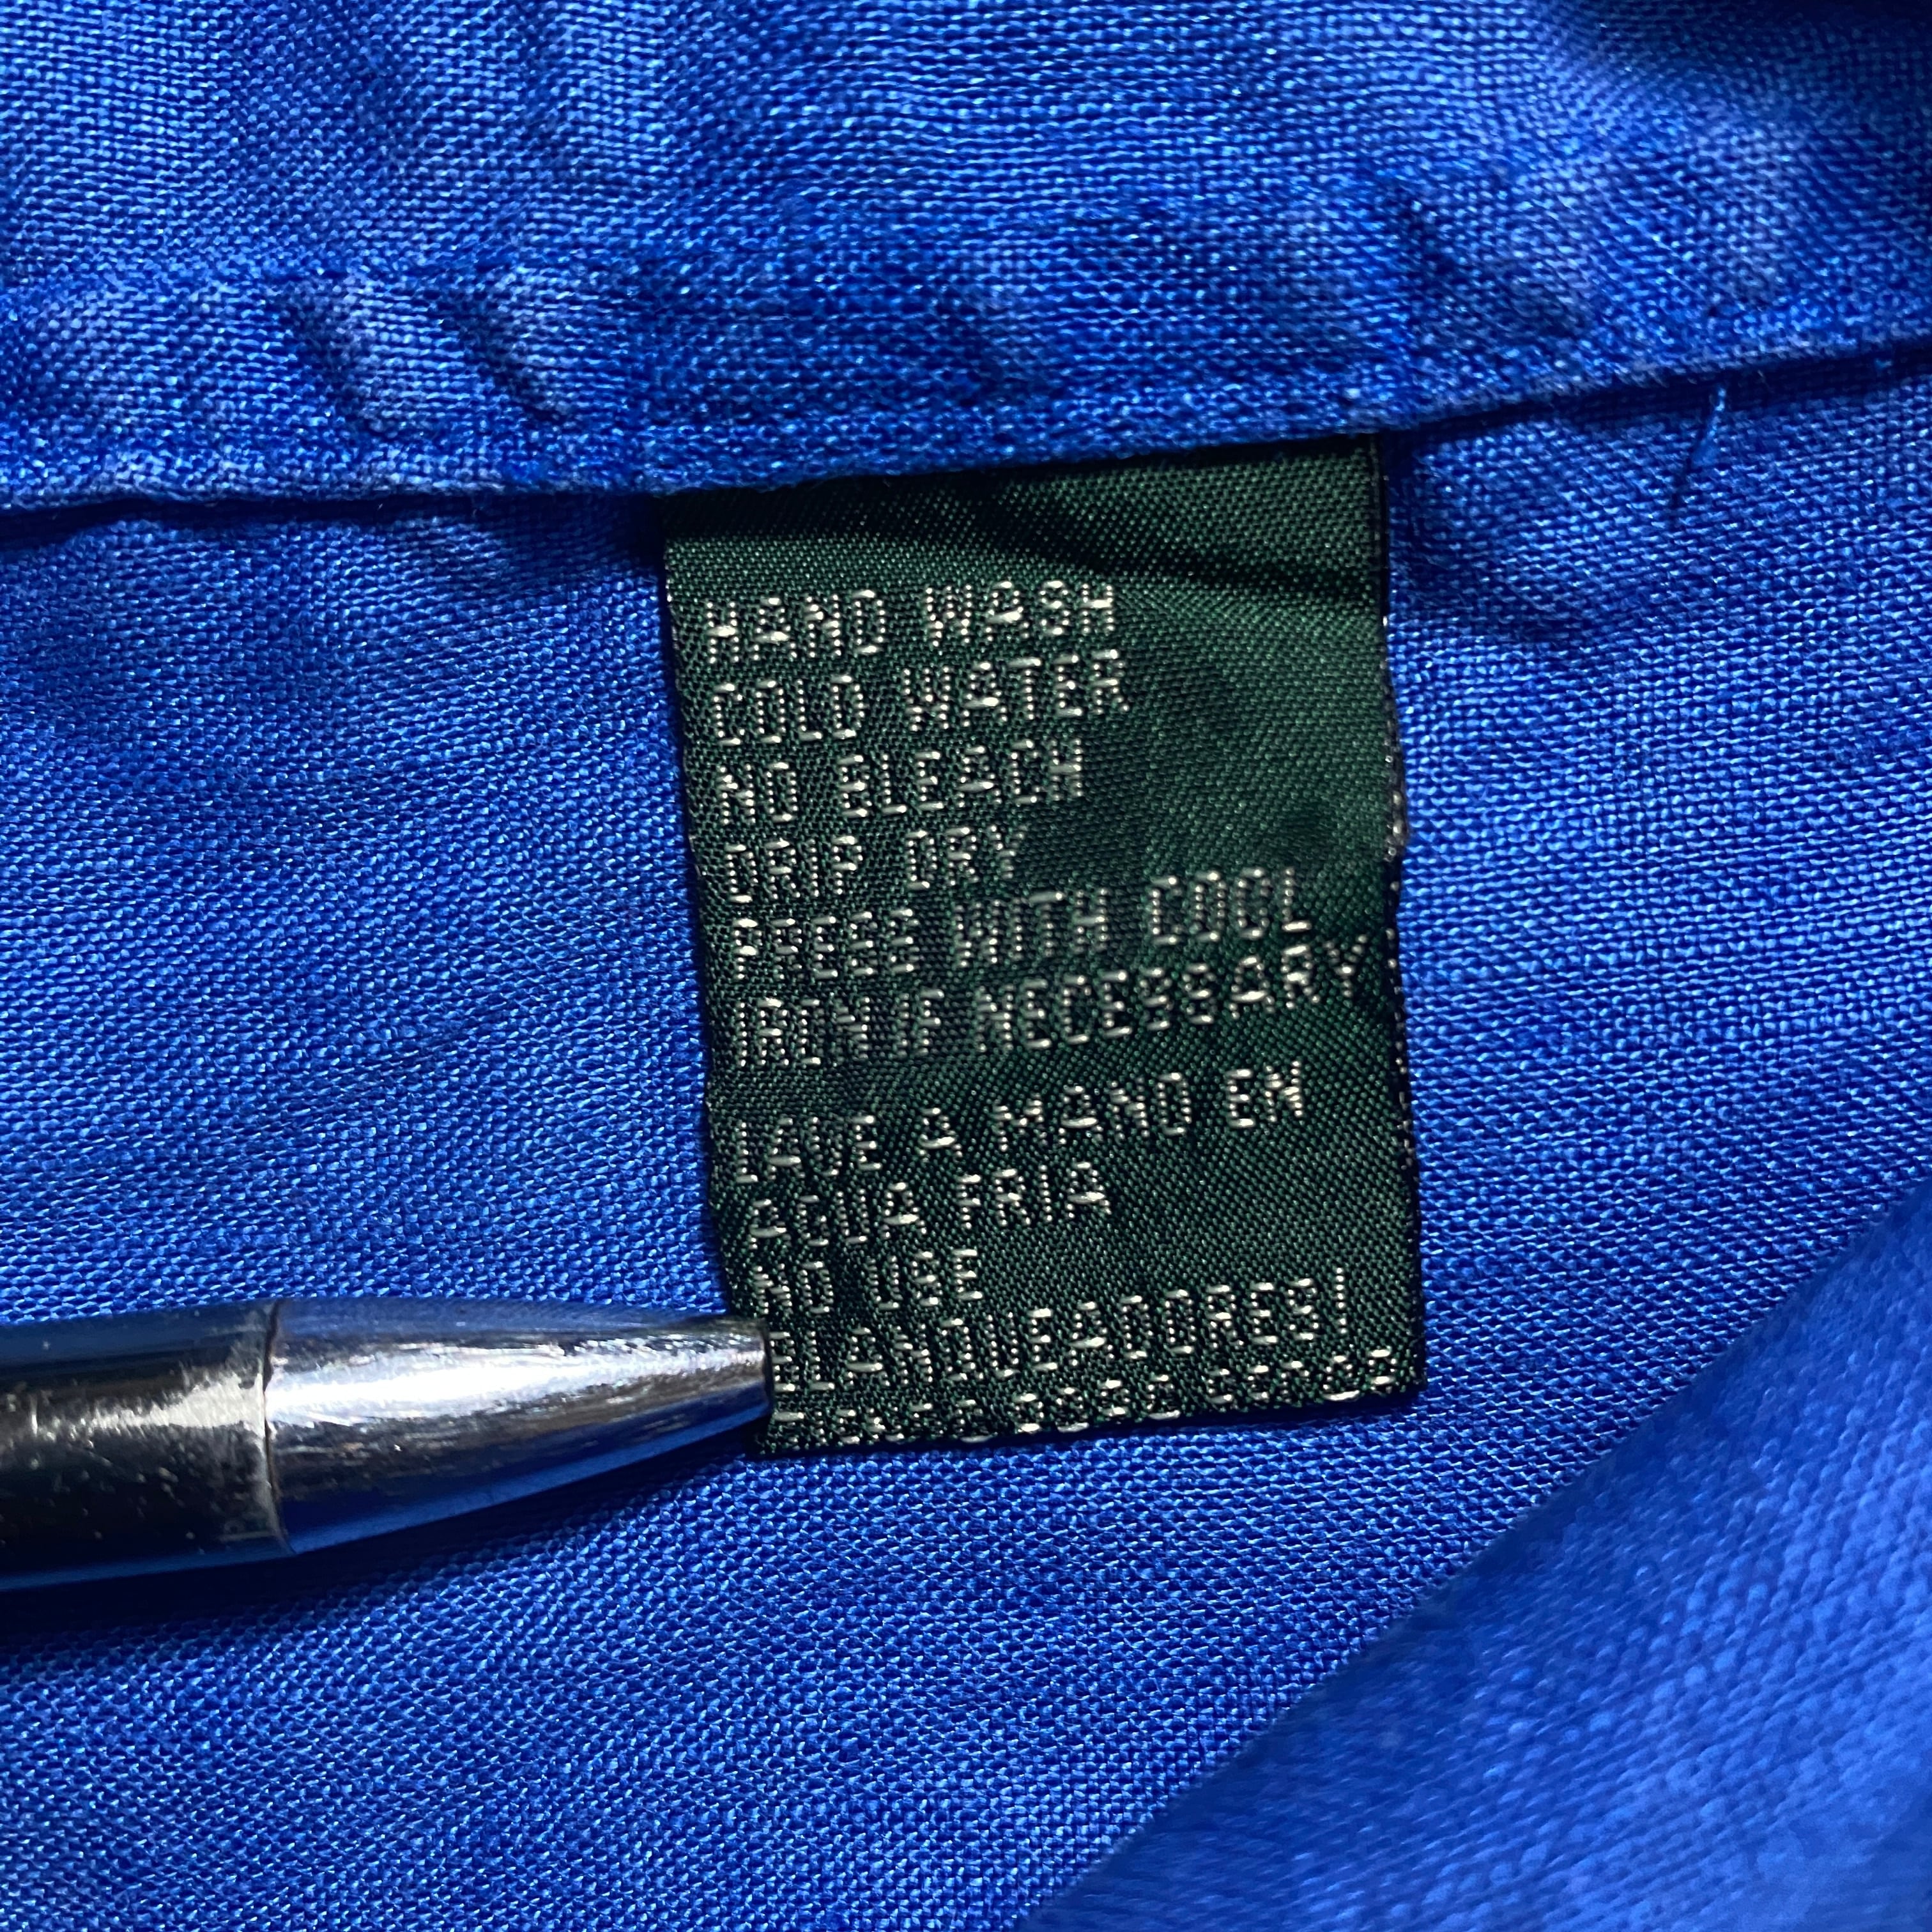 HAND WASH
COLD WATER
NO BLEACH
DRIP DRY
PRESS WITH COOL
IRON IF NECESSARY
LAVE A MANO EN
AGUA FRIA
NO USE
BLANQUEADORES